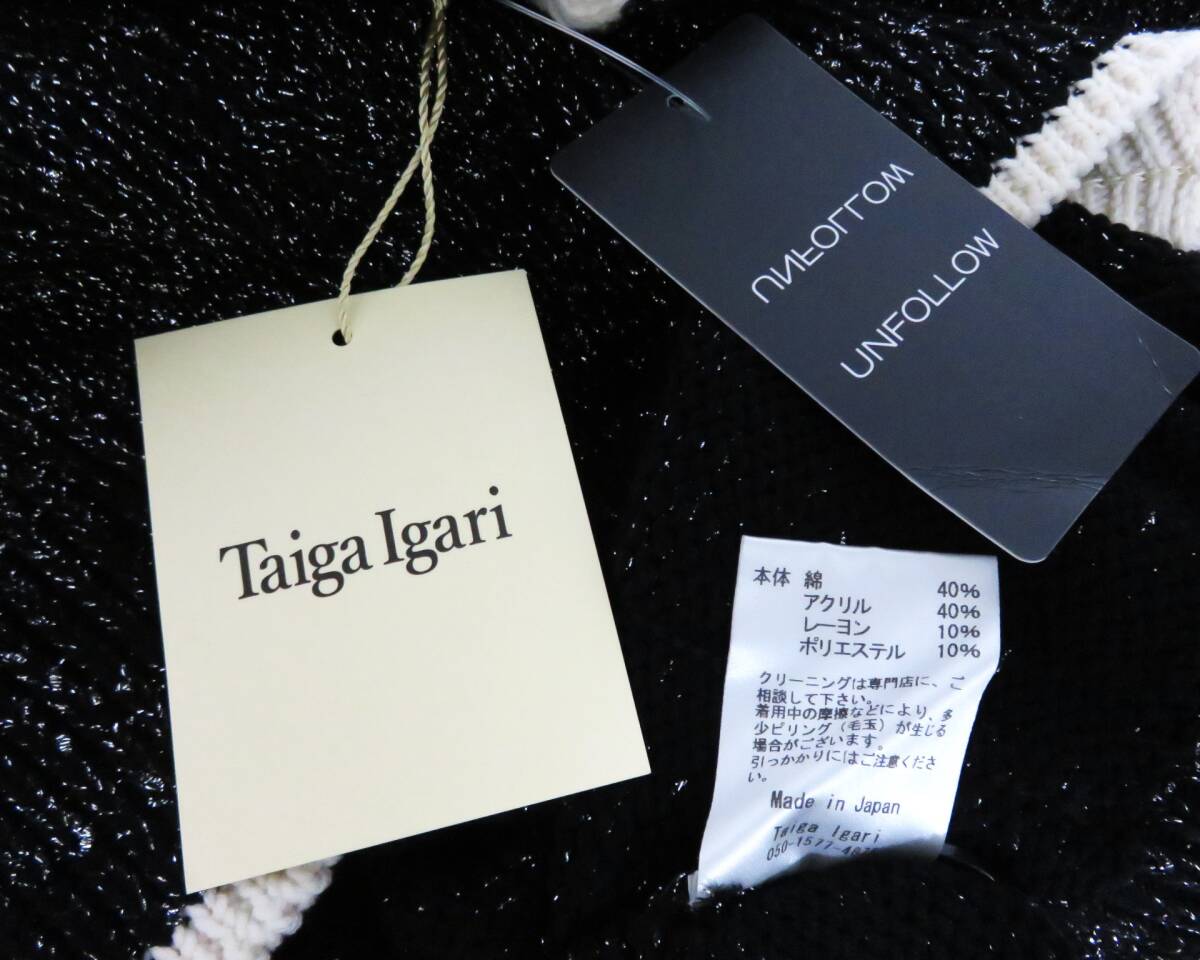 Taiga Igari
UNFOLLOW
UNFOLLOW
本体 綿 40%
アクリル 40%
レーヨン 10%
ポリエステル 10%
クリーニングは専門店に、ご
相談して下さい。
着用中の摩擦などにより、多
少ピリング（毛玉）が生じる
場合がございます。
引っかかりにはご注意くださ
い。
Made in Japan
Taiga Igari